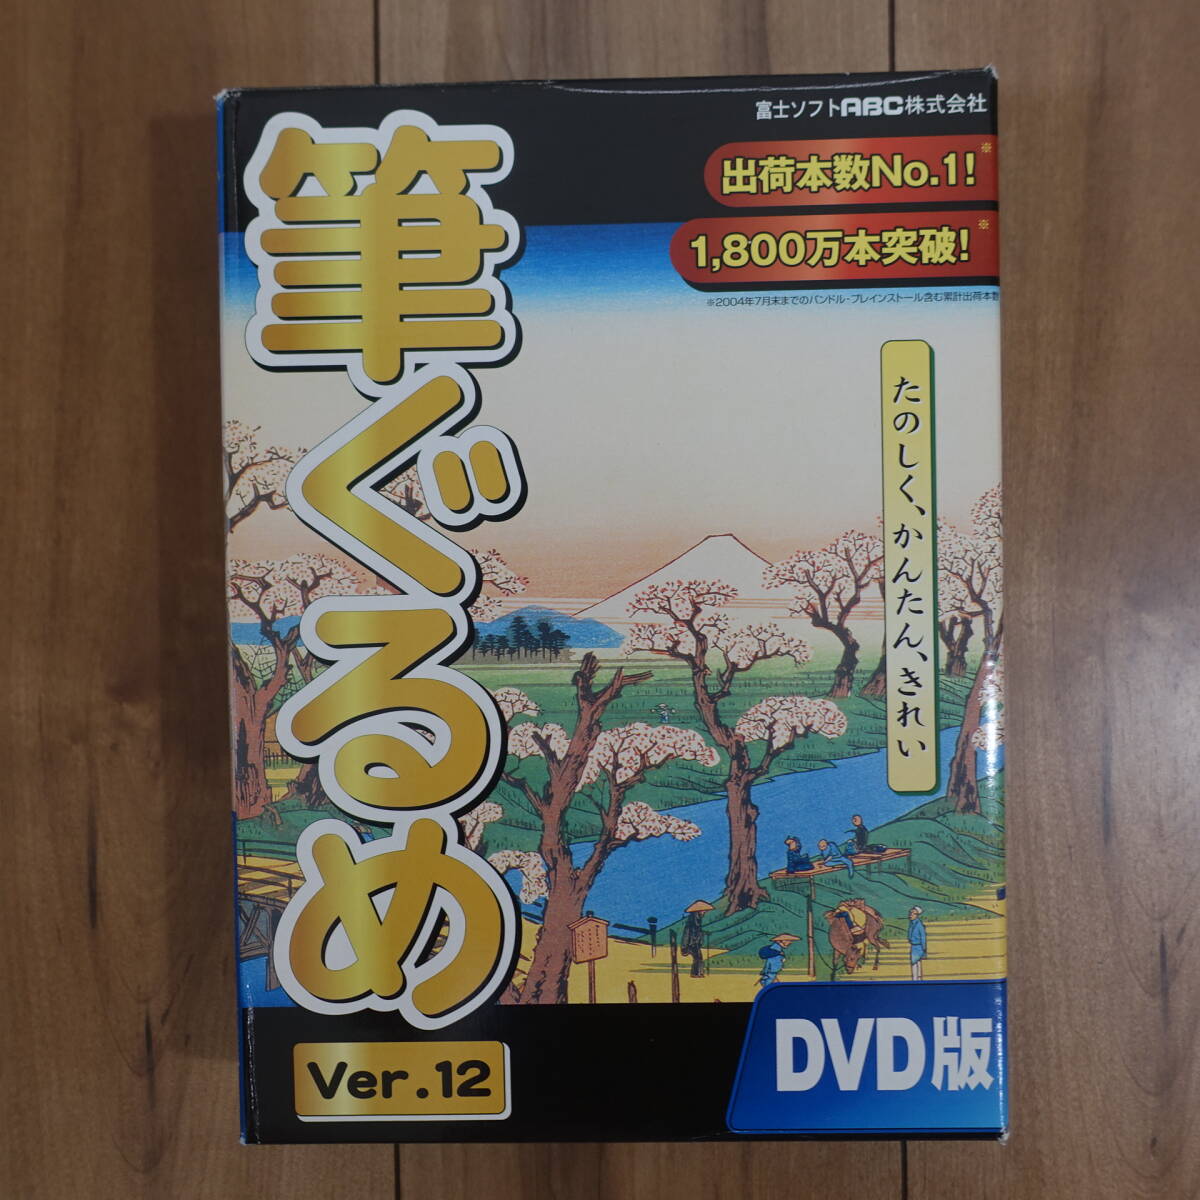 富士ソフトABC株式会社
出荷本数No.1!※
1,800万本突破!※
※2004年7月末までのバンドル・プレインストール含む累計出荷本数
筆ぐるめ
たのしく、かんたん、きれい
Ver.12
DVD版